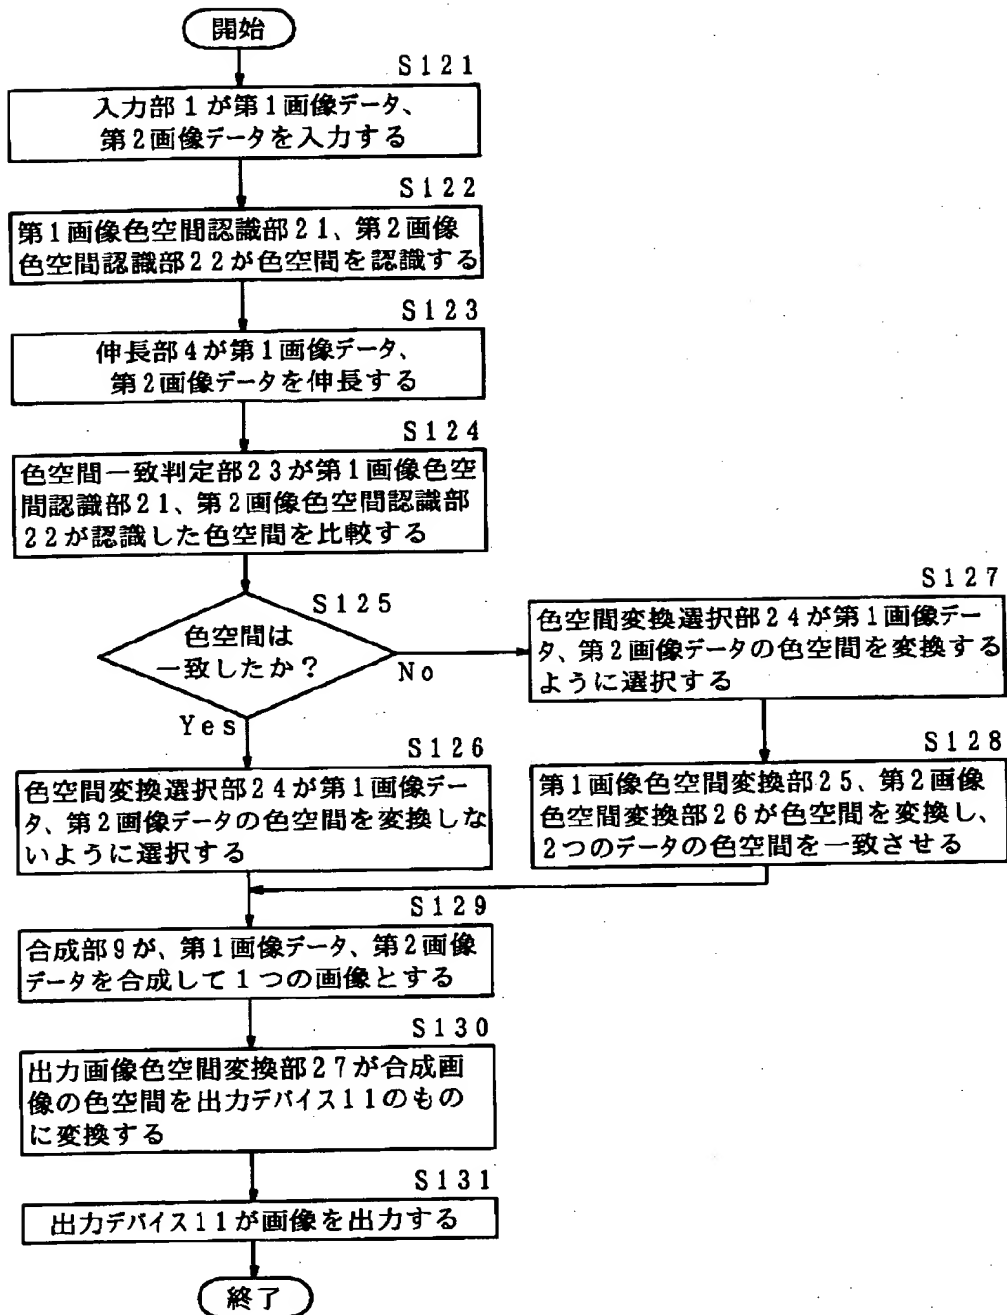 開始
S121
入力部1が第1画像データ、
第2画像データを入力する
S122
第1画像色空間認識部21、第2画像
色空間認識部22が色空間を認識する
S123
伸長部4が第1画像データ、
第2画像データを伸長する
S124
色空間一致判定部23が第1画像色空
間認識部21、第2画像色空間認識部
22が認識した色空間を比較する
S125
色空間は
一致したか?
No
Yes
S126
色空間変換選択部24が第1画像デー
タ、第2画像データの色空間を変換しな
いように選択する
S127
色空間変換選択部24が第1画像デー
タ、第2画像データの色空間を変換する
ように選択する
S128
第1画像色空間変換部25、第2画像
色空間変換部26が色空間を変換し、
2つのデータの色空間を一致させる
S129
合成部9が、第1画像データ、第2画像
データを合成して1つの画像とする
S130
出力画像色空間変換部27が合成画
像の色空間を出力デバイス11のもの
に変換する
S131
出力デバイス11が画像を出力する
終了